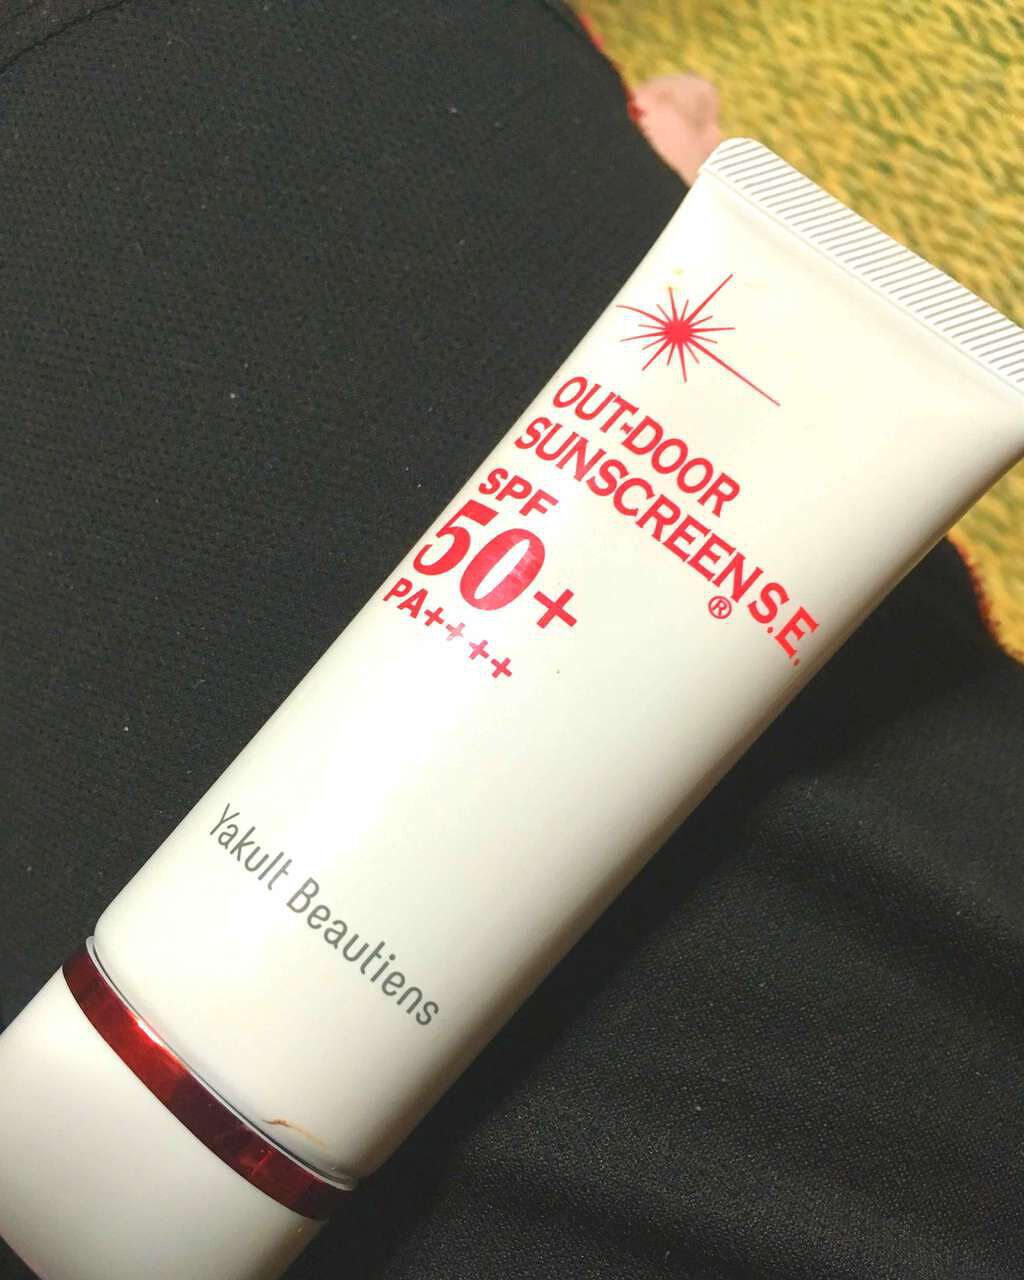 OUT-DOOR
SUNSCREEN® S.E.
SPF
50+
PA++++
Yakult Beautiens